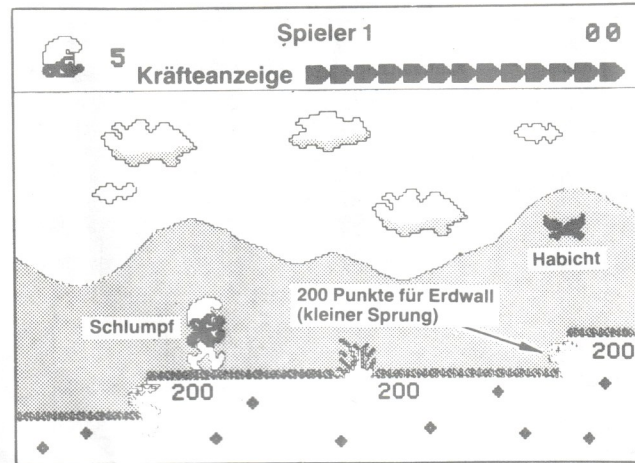 Spieler 1
00
5
Kräfteanzeige
Habicht
200 Punkte für Erdwall
(kleiner Sprung)
Schlumpf
200
200
200